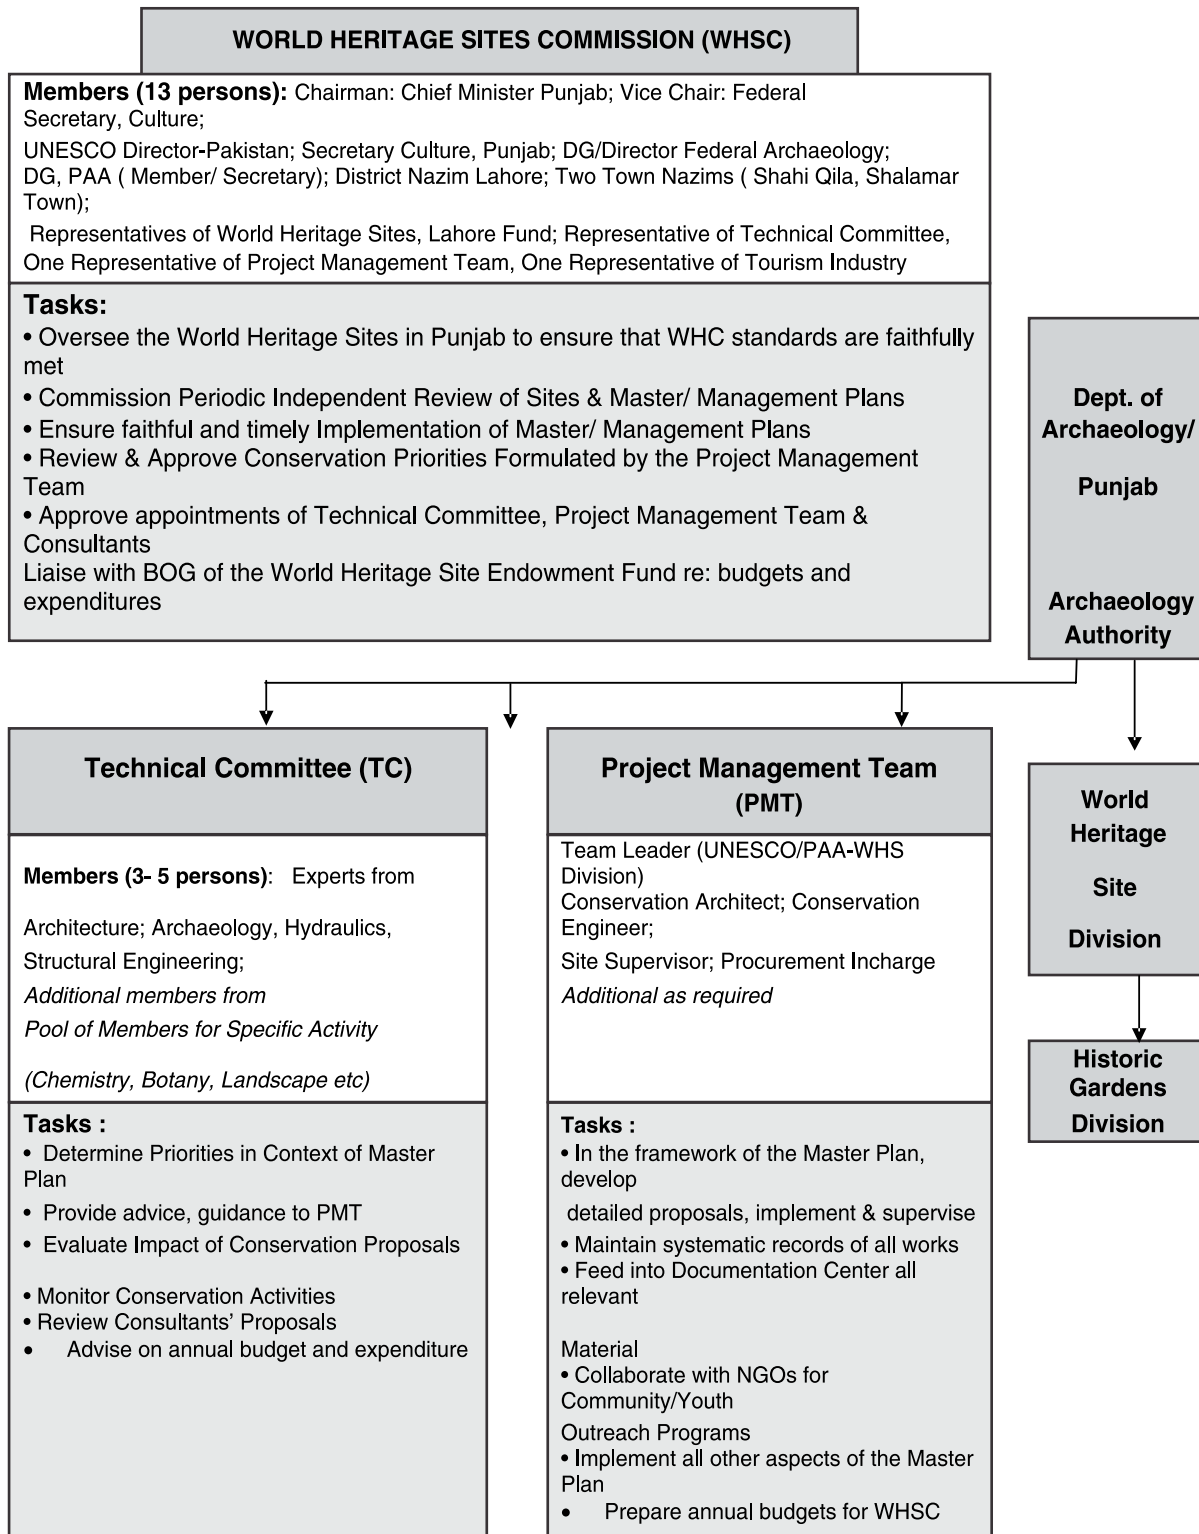 WORLD HERITAGE SITES COMMISSION (WHSC)
Members (13 persons): Chairman: Chief Minister Punjab; Vice Chair: Federal
Secretary, Culture;
UNESCO Director-Pakistan; Secretary Culture, Punjab; DG/Director Federal Archaeology;
DG, PAA ( Member/ Secretary); District Nazim Lahore; Two Town Nazims ( Shahi Qila, Shalamar
Town);
Representatives of World Heritage Sites, Lahore Fund; Representative of Technical Committee,
One Representative of Project Management Team, One Representative of Tourism Industry
Tasks:
• Oversee the World Heritage Sites in Punjab to ensure that WHC standards are faithfully
met
• Commission Periodic Independent Review of Sites & Master/ Management Plans
• Ensure faithful and timely Implementation of Master/ Management Plans
• Review & Approve Conservation Priorities Formulated by the Project Management
Team
• Approve appointments of Technical Committee, Project Management Team &
Consultants
Liaise with BOG of the World Heritage Site Endowment Fund re: budgets and
expenditures
Dept. of
Archaeology/
Punjab
Archaeology
Authority
Technical Committee (TC)
Members (3- 5 persons): Experts from
Architecture; Archaeology, Hydraulics,
Structural Engineering;
Additional members from
Pool of Members for Specific Activity
(Chemistry, Botany, Landscape etc)
Tasks :
• Determine Priorities in Context of Master
Plan
• Provide advice, guidance to PMT
• Evaluate Impact of Conservation Proposals
• Monitor Conservation Activities
• Review Consultants' Proposals
• Advise on annual budget and expenditure
Project Management Team
(PMT)
Team Leader (UNESCO/PAA-WHS
Division)
Conservation Architect; Conservation
Engineer;
Site Supervisor; Procurement Incharge
Additional as required
Tasks :
• In the framework of the Master Plan,
develop
detailed proposals, implement & supervise
• Maintain systematic records of all works
• Feed into Documentation Center all
relevant
Material
• Collaborate with NGOs for
Community/Youth
Outreach Programs
• Implement all other aspects of the Master
Plan
• Prepare annual budgets for WHSC
World
Heritage
Site
Division
Historic
Gardens
Division